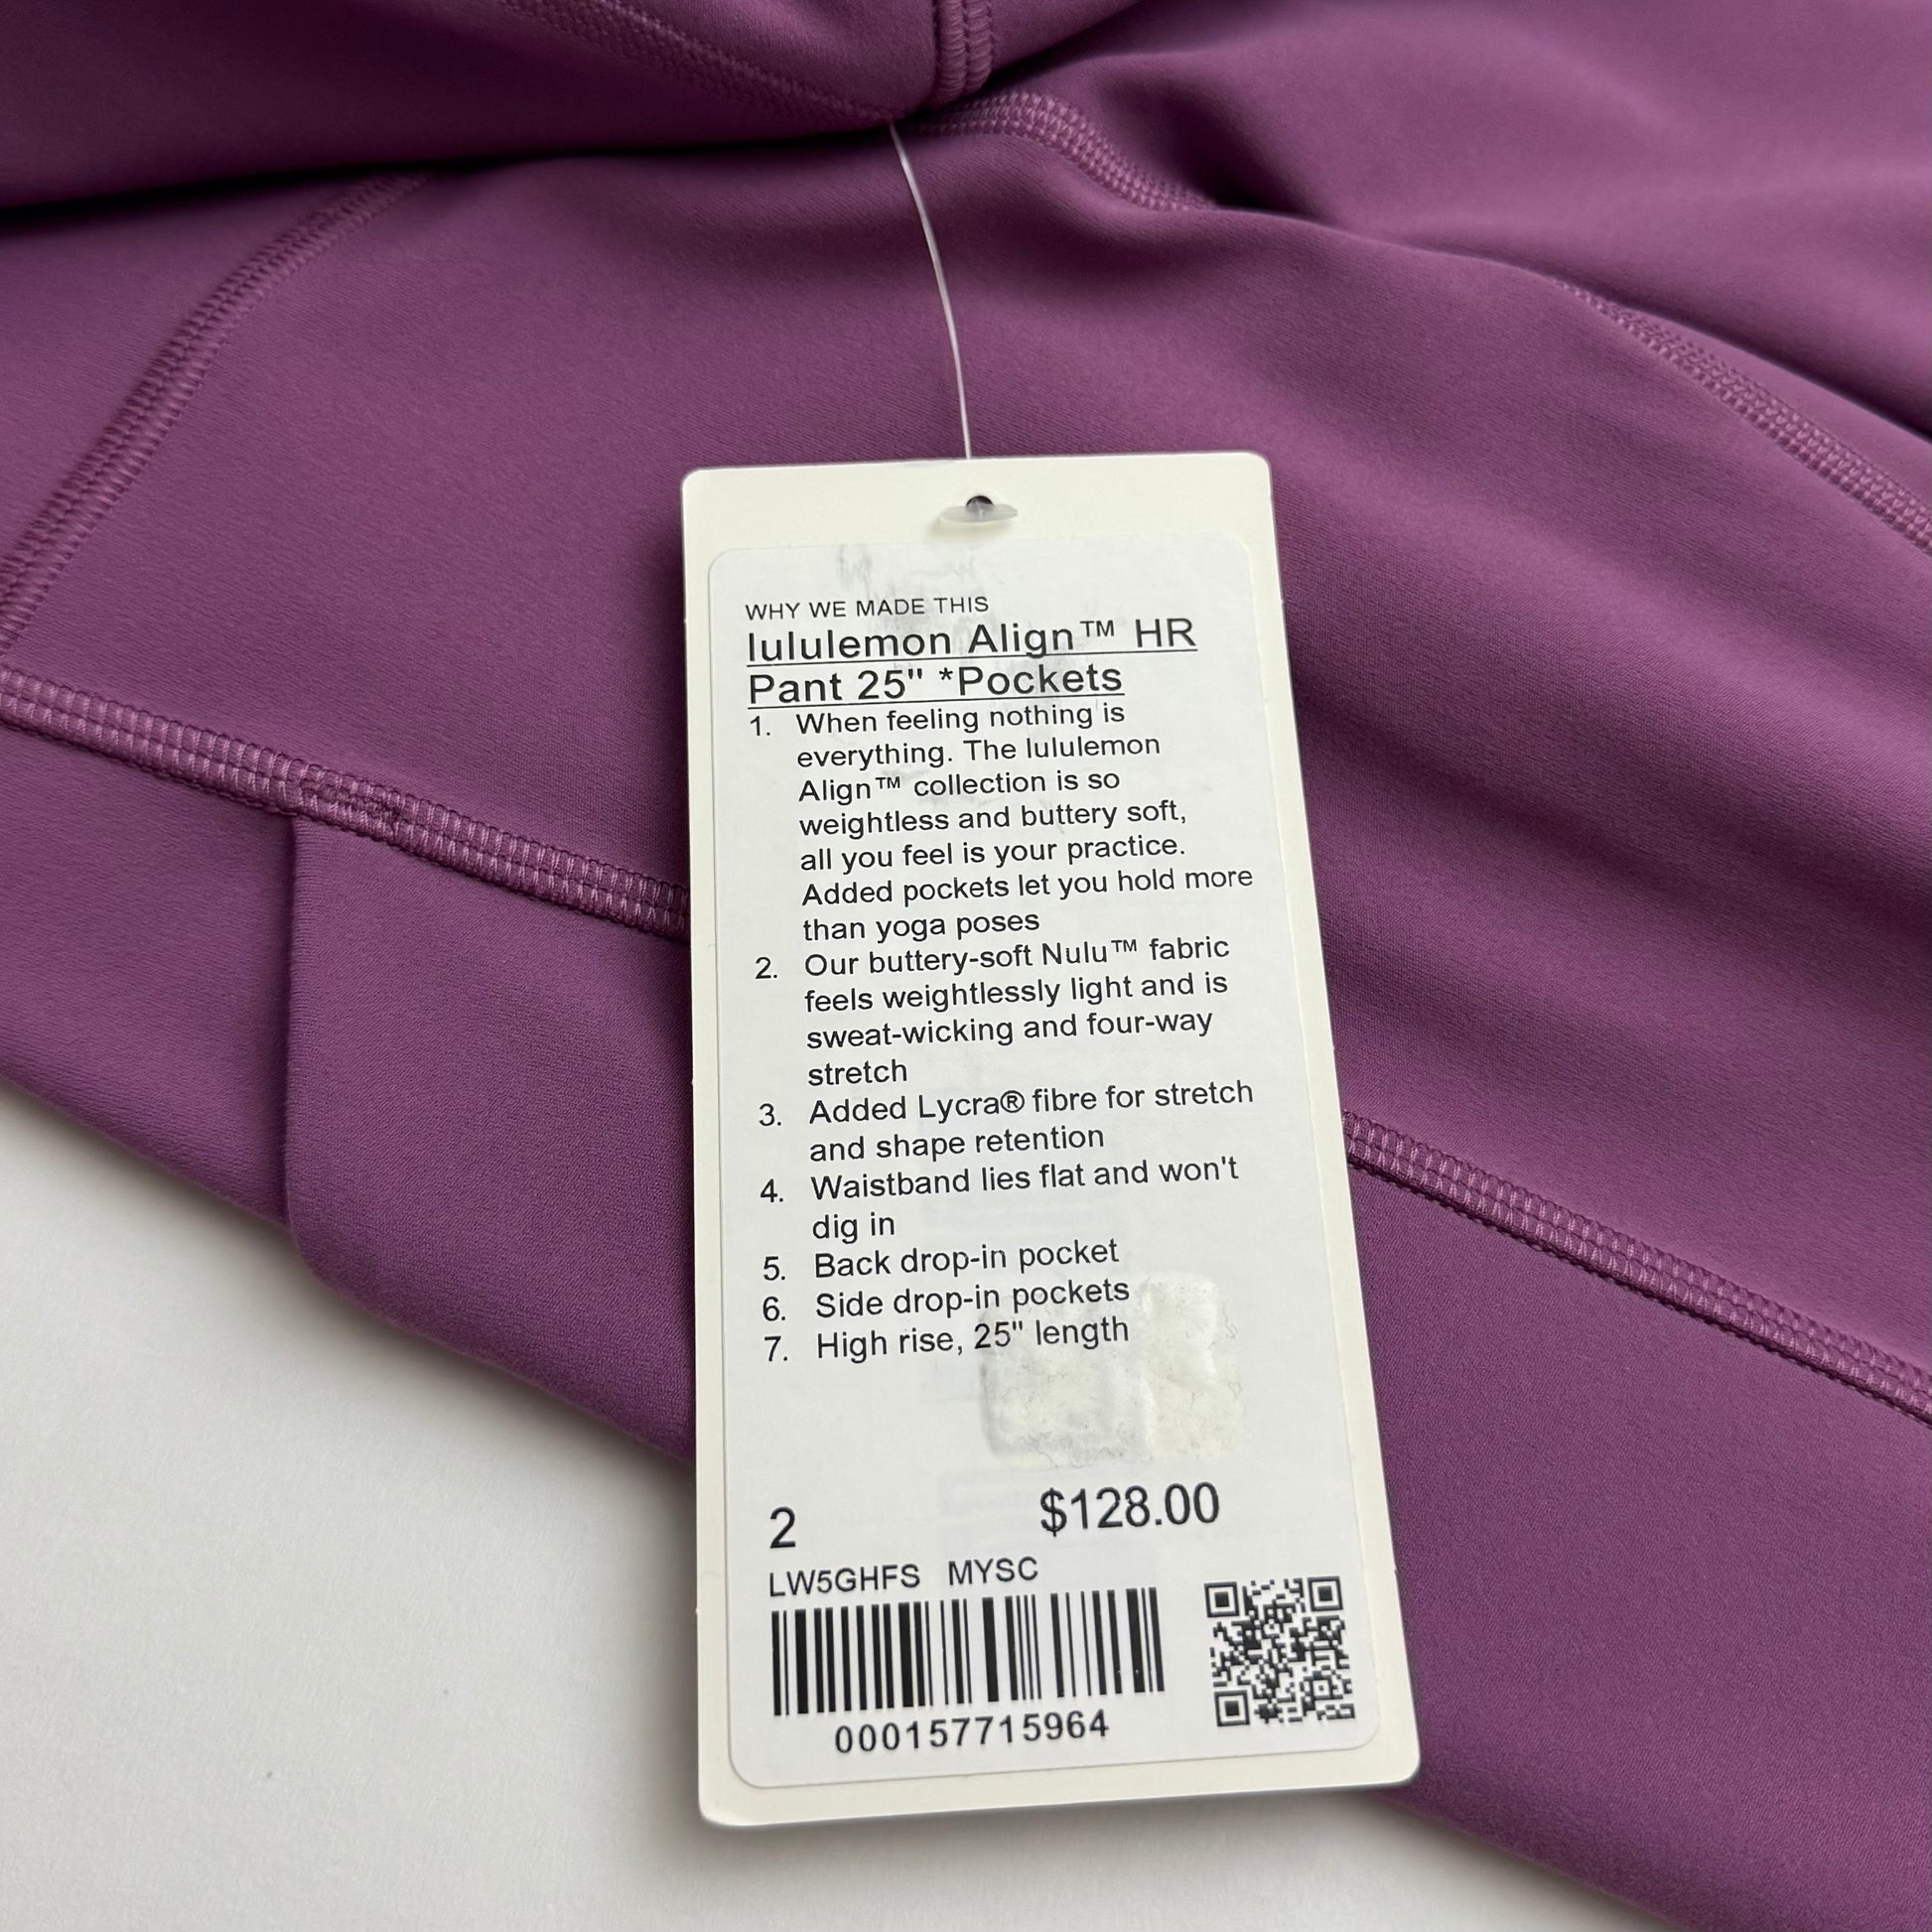 WHY WE MADE THIS
lululemon Align™ HR
Pant 25" *Pockets
1. When feeling nothing is
everything. The lululemon
Align™ collection is so
weightless and buttery soft,
all you feel is your practice.
Added pockets let you hold more
than yoga poses
2. Our buttery-soft Nulu™ fabric
feels weightlessly light and is
sweat-wicking and four-way
stretch
3. Added Lycra® fibre for stretch
and shape retention
4. Waistband lies flat and won't
dig in
5. Back drop-in pocket
6. Side drop-in pockets
7. High rise, 25" length
2 $128.00
LW5GHFS MYSC
000157715964